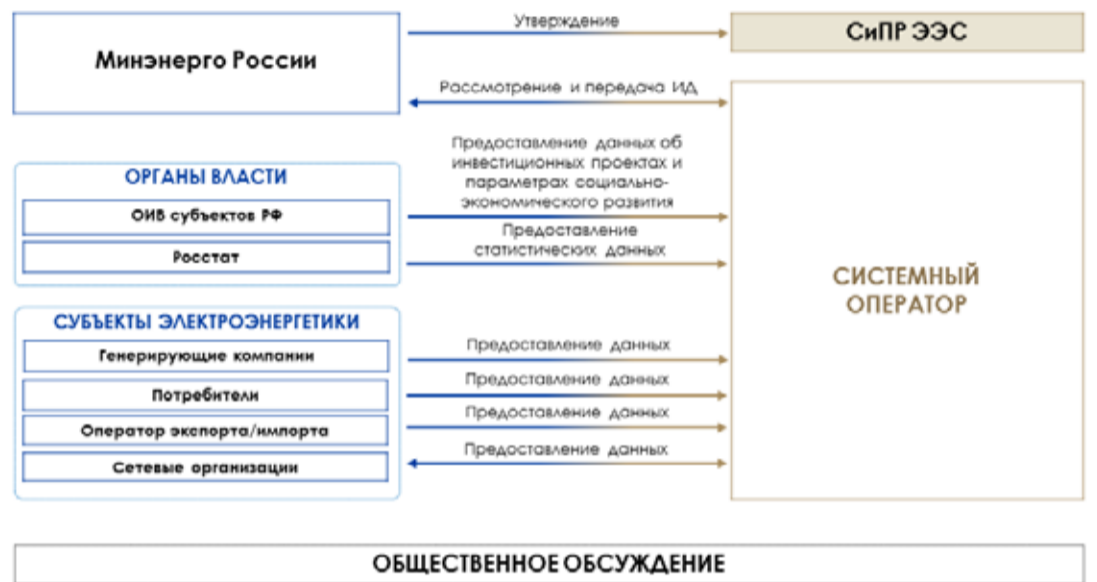 Утверждение
СиПР ЭЭС
Минэнерго России
Рассмотрение и передача ИД
Предоставление данных об
инвестиционных проектах и
параметрах социально-
экономического развития
ОРГАНЫ ВЛАСТИ
ОИВ субъектов РФ
Предоставление
статистических данных
Росстат
СИСТЕМНЫЙ
ОПЕРАТОР
СУБЪЕКТЫ ЭЛЕКТРОЭНЕРГЕТИКИ
Генерирующие компании
Предоставление данных
Потребители
Предоставление данных
Оператор экспорта/импорта
Предоставление данных
Сетевые организации
Предоставление данных
ОБЩЕСТВЕННОЕ ОБСУЖДЕНИЕ